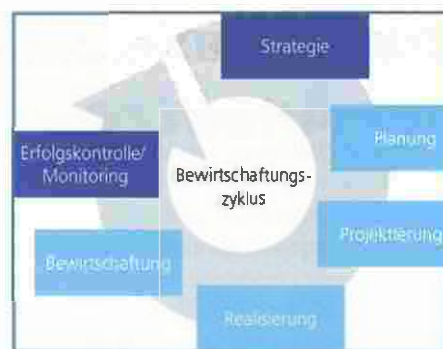 Strategie
Planung
Projektierung
Realisierung
Bewirtschaftung
Erfolgskontrolle/
Monitoring
Bewirtschaftungs-
zyklus